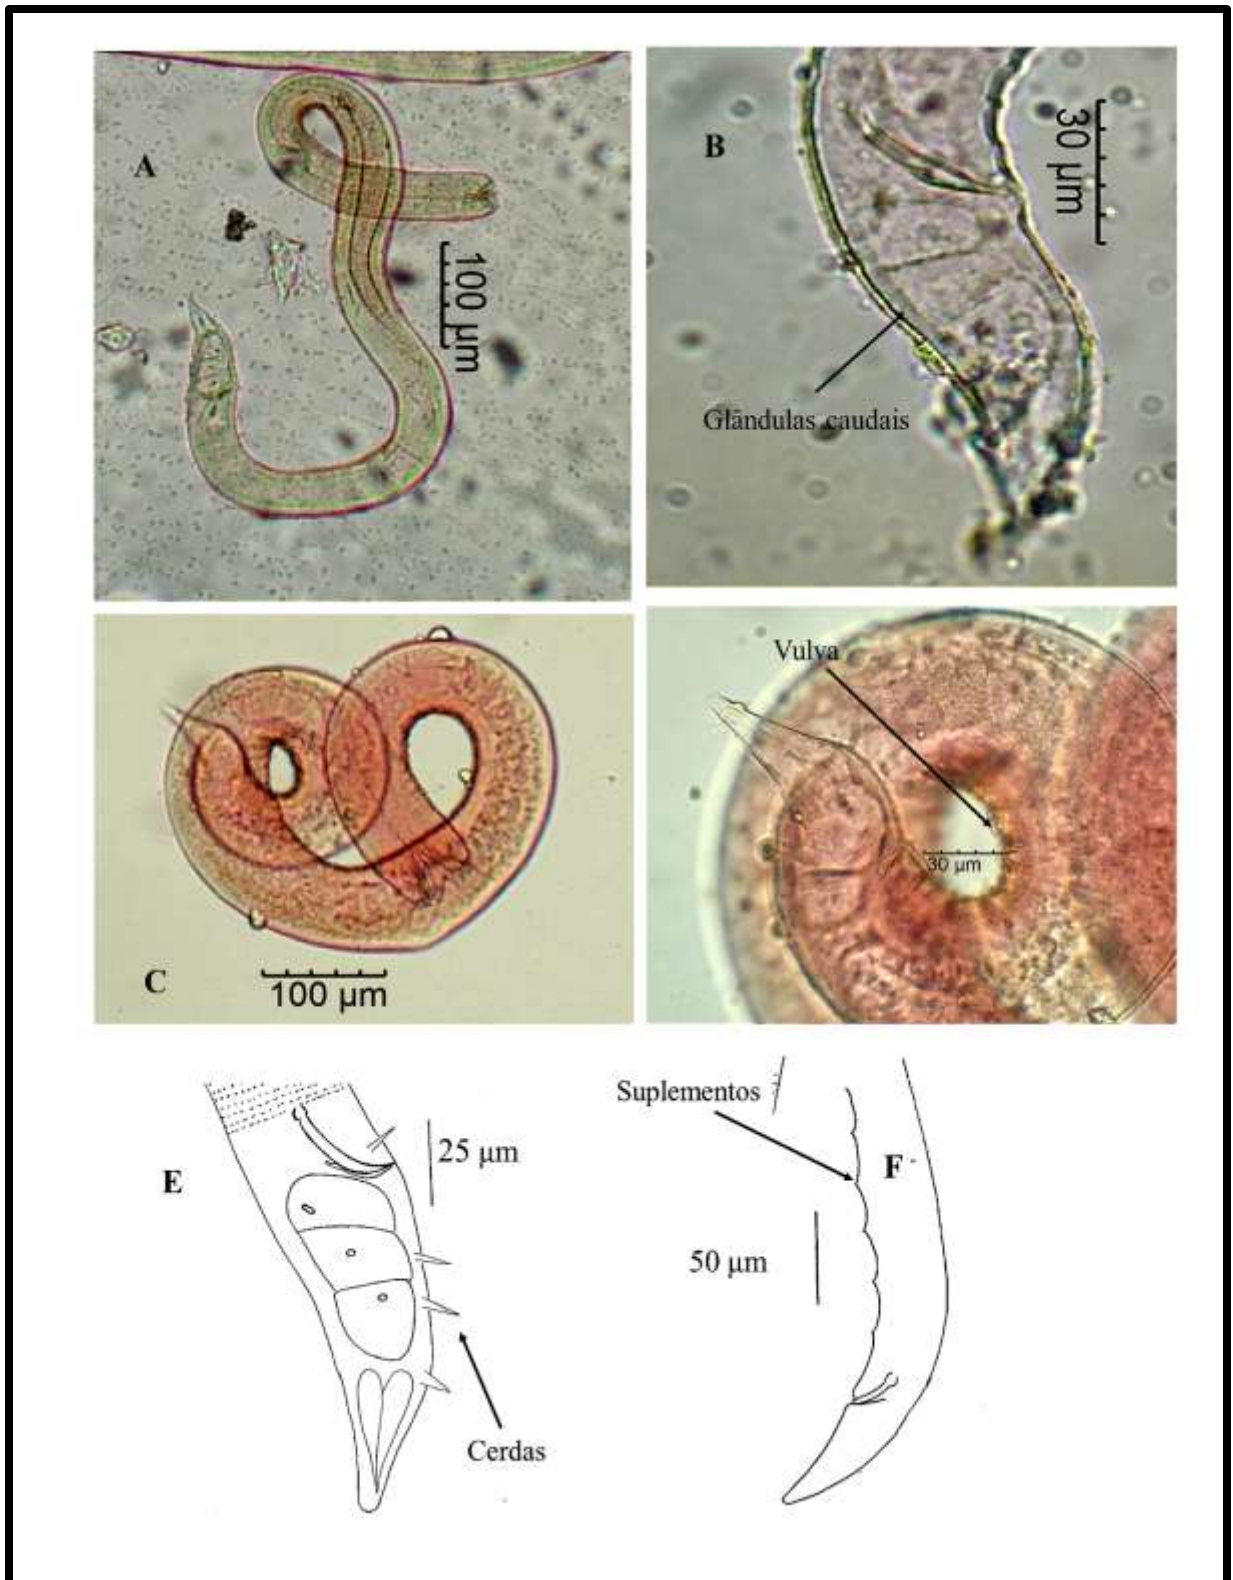 A
100 µm
B
30 µm
Glândulas caudais
C
100 µm
Vulva
30 µm
E
25 µm
Cerdas
Suplementos
F
50 µm